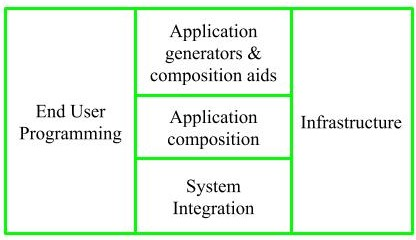 End User
Programming
Application
generators &
composition aids
Application
composition
System
Integration
Infrastructure